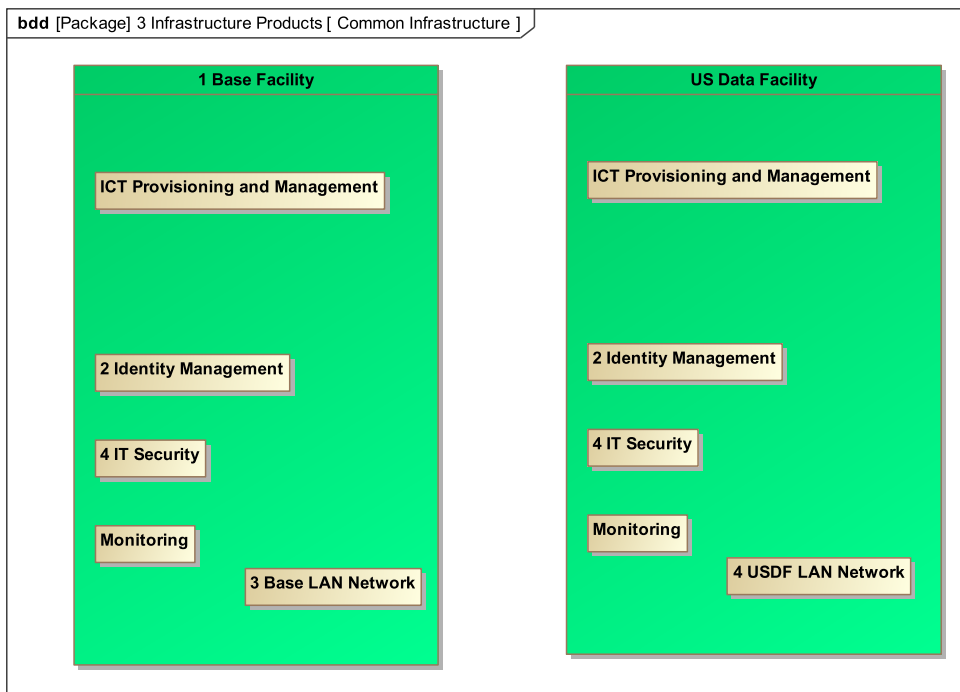 bdd [Package] 3 Infrastructure Products [ Common Infrastructure ]
1 Base Facility
ICT Provisioning and Management
2 Identity Management
4 IT Security
Monitoring
3 Base LAN Network
US Data Facility
ICT Provisioning and Management
2 Identity Management
4 IT Security
Monitoring
4 USDF LAN Network